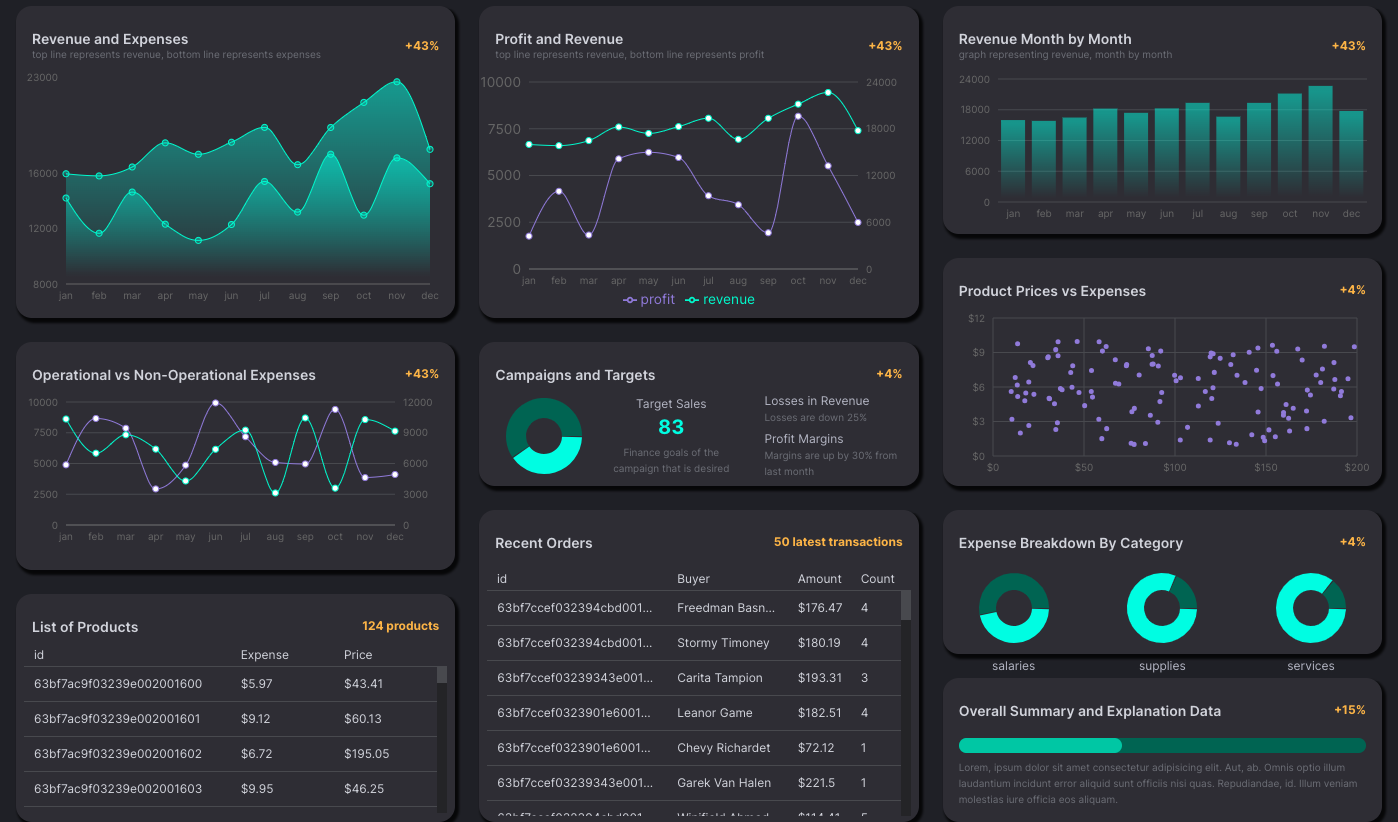 Revenue and Expenses
+43%
top line represents revenue, bottom line represents expenses
23000
16000
12000
8000
jan feb mar apr may jun jul aug sep oct nov dec
Profit and Revenue
+43%
top line represents revenue, bottom line represents profit
10000 24000
7500 18000
5000 12000
2500 6000
0 0
jan feb mar apr may jun jul aug sep oct nov dec
profit revenue
Revenue Month by Month
+43%
graph representing revenue, month by month
24000
18000
12000
6000
0
jan feb mar apr may jun jul aug sep oct nov dec
Operational vs Non-Operational Expenses
+43%
10000 12000
7500 9000
5000 6000
2500 3000
0 0
jan feb mar apr may jun jul aug sep oct nov dec
Campaigns and Targets
+4%
Target Sales
83
Finance goals of the
campaign that is desired
Losses in Revenue
Losses are down 25%
Profit Margins
Margins are up by 30% from
last month
Product Prices vs Expenses
+4%
$12
$9
$6
$3
$0
$0 $50 $100 $150 $200
List of Products
124 products
id Expense Price
63bf7ac9f03239e002001600 $5.97 $43.41
63bf7ac9f03239e002001601 $9.12 $60.13
63bf7ac9f03239e002001602 $6.72 $195.05
63bf7ac9f03239e002001603 $9.95 $46.25
Recent Orders
50 latest transactions
id Buyer Amount Count
63bf7ccef032394cbd001... Freedman Basn... $176.47 4
63bf7ccef032394cbd001... Stormy Timoney $180.19 4
63bf7ccef03239343e001... Carita Tampion $193.31 3
63bf7ccef0323901e6001... Leanor Game $182.51 4
63bf7ccef0323901e6001... Chevy Richardet $72.12 1
63bf7ccef03239343e001... Garek Van Halen $221.5 1
Expense Breakdown By Category
+4%
salaries supplies services
Overall Summary and Explanation Data
+15%
Lorem, ipsum dolor sit amet consectetur adipisicing elit. Aut, ab. Omnis optio illum
laudantium incidunt error aliquid sunt officiis nisi quas. Repudiandae, id. Illum veniam
molestias iure officia eos aliquam.